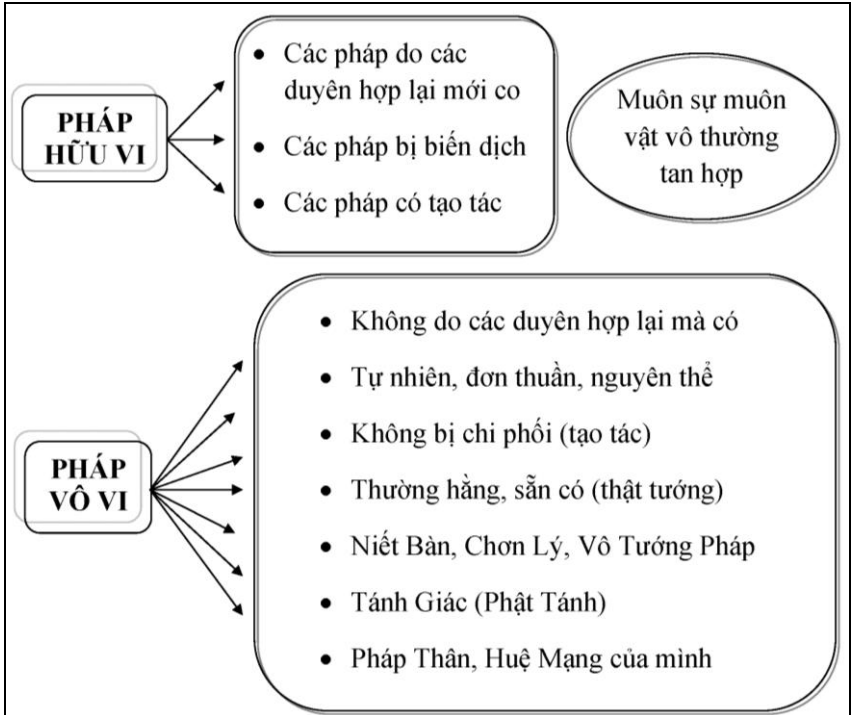 PHÁP
HỮU VI
• Các pháp do các
duyên hợp lại mới co
• Các pháp bị biến dịch
• Các pháp có tạo tác
Muôn sự muôn
vật vô thường
tan hợp
PHÁP
VÔ VI
• Không do các duyên hợp lại mà có
• Tự nhiên, đơn thuần, nguyên thể
• Không bị chi phối (tạo tác)
• Thường hằng, sẵn có (thật tướng)
• Niết Bàn, Chơn Lý, Vô Tướng Pháp
• Tánh Giác (Phật Tánh)
• Pháp Thân, Huệ Mạng của mình